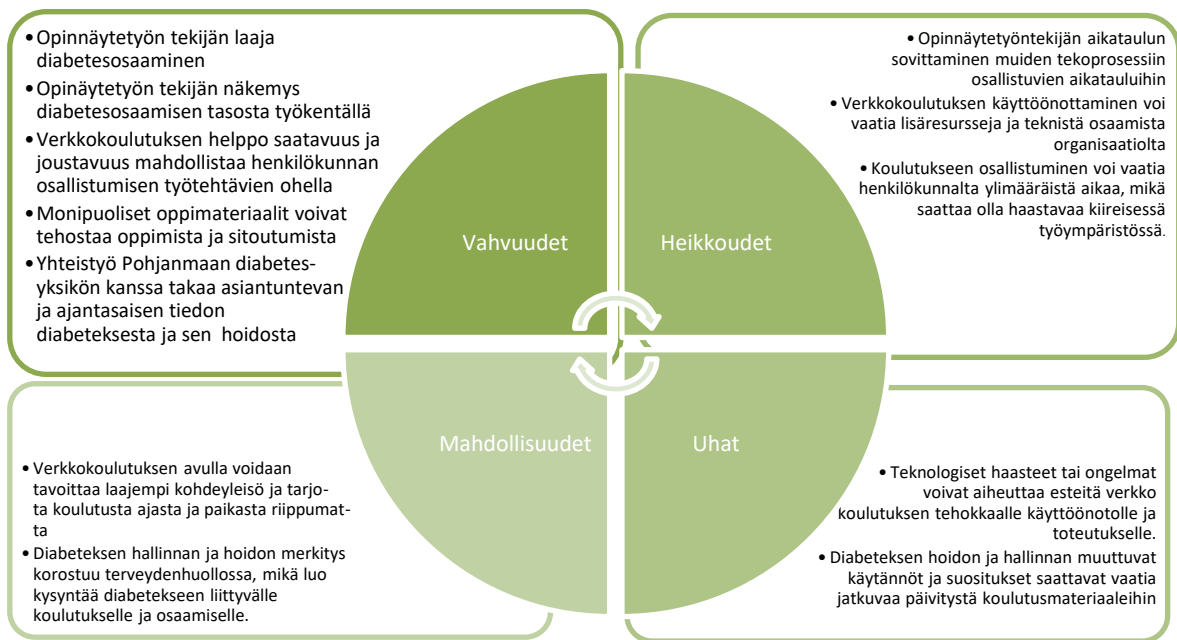 •Opinnäytetyön tekijän laaja
diabetesosaaminen
•Opinäytetyön tekijän näkemys
diabetesosaamisen tasosta työkentällä
•Verkkokoulutuksen helppo saatavuus ja
joustavuus mahdollistaa henkilökunnan
osallistumisen työtehtävien ohella
•Monipuoliset oppimateriaalit voivat
tehostaa oppimista ja sitoutumista
•Yhteistyö Pohjanmaan diabetes-
yksikön kanssa takaa asiantuntevan
ja ajantasaisen tiedon
diabeteksesta ja sen hoidosta
Vahvuudet
• Opinnäytetyöntekijän aikataulun
sovittaminen muiden tekoprosessiin
osallistuvien aikatauluihin
• Verkkokoulutuksen käyttöönottaminen voi
vaatia lisäresursseja ja teknistä osaamista
organisaatiolta
• Koulutukseen osallistuminen voi vaatia
henkilökunnalta ylimääräistä aikaa, mikä
saattaa olla haastavaa kiireisessä
työympäristössä.
Heikkoudet
• Verkkokoulutuksen avulla voidaan
tavoittaa laajempi kohdeyleisö ja tarjo-
ta koulutusta ajasta ja paikasta riippumat-
ta
• Diabeteksen hallinnan ja hoidon merkitys
korostuu terveydenhuollossa, mikä luo
kysyntää diabetekseen liittyvälle
koulutukselle ja osaamiselle.
Mahdollisuudet
Uhat
• Teknologiset haasteet tai ongelmat
voivat aiheuttaa esteitä verkko
koulutuksen tehokkaalle käyttöönotolle ja
toteutukselle.
• Diabeteksen hoidon ja hallinnan muuttuvat
käytännöt ja suositukset saattavat vaatia
jatkuvaa päivitystä koulutusmateriaaleihin